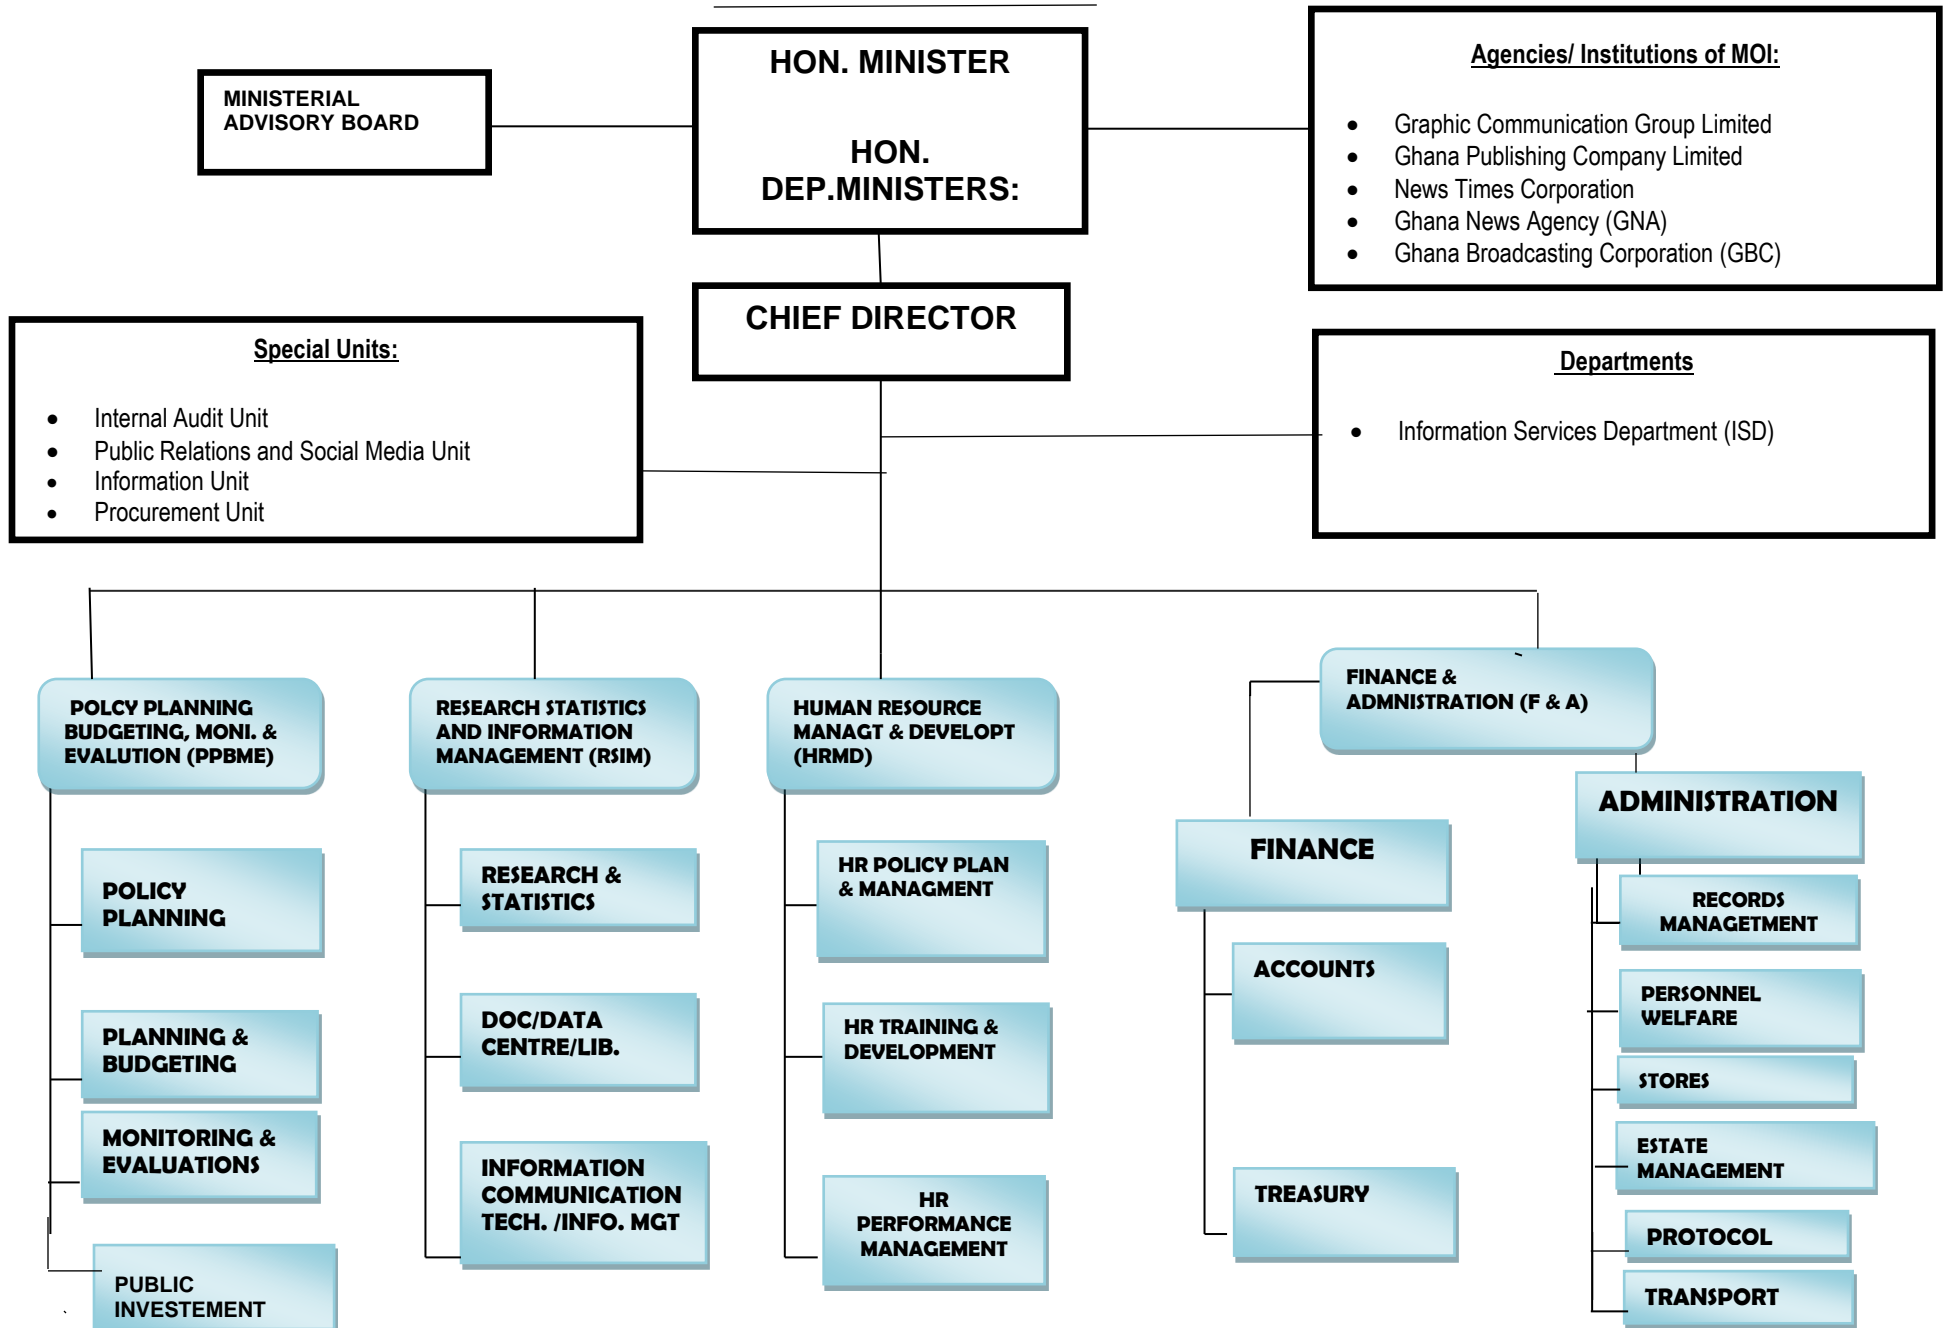 HON. MINISTER
HON.
DEP.MINISTERS:
MINISTERIAL
ADVISORY BOARD
Agencies/ Institutions of MOI:
• Graphic Communication Group Limited
• Ghana Publishing Company Limited
• News Times Corporation
• Ghana News Agency (GNA)
• Ghana Broadcasting Corporation (GBC)
CHIEF DIRECTOR
Special Units:
• Internal Audit Unit
• Public Relations and Social Media Unit
• Information Unit
• Procurement Unit
Departments
• Information Services Department (ISD)
POLCY PLANNING
BUDGETING, MONI. &
EVALUTION (PPBME)
POLICY
PLANNING
PLANNING &
BUDGETING
MONITORING &
EVALUATIONS
PUBLIC
INVESTEMENT
RESEARCH STATISTICS
AND INFORMATION
MANAGEMENT (RSIM)
RESEARCH &
STATISTICS
DOC/DATA
CENTRE/LIB.
INFORMATION
COMMUNICATION
TECH. /INFO. MGT
HUMAN RESOURCE
MANAGT & DEVELOPT
(HRMD)
HR POLICY PLAN
& MANAGMENT
HR TRAINING &
DEVELOPMENT
HR
PERFORMANCE
MANAGEMENT
FINANCE &
ADMNISTRATION (F & A)
FINANCE
ACCOUNTS
TREASURY
ADMINISTRATION
RECORDS
MANAGETMENT
PERSONNEL
WELFARE
STORES
ESTATE
MANAGEMENT
PROTOCOL
TRANSPORT